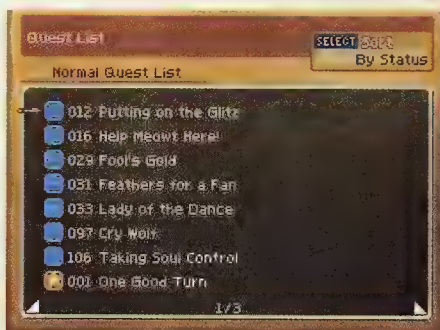 Quest List
SELECT Sort
By Status
Normal Quest List
012 Putting on the Glitz
016 Help Meowt Here!
029 Fool's Gold
031 Feathers for a Fan
033 Lady of the Dance
097 Cry Wolf
106 Taking Soul Control
001 One Good Turn
1/3